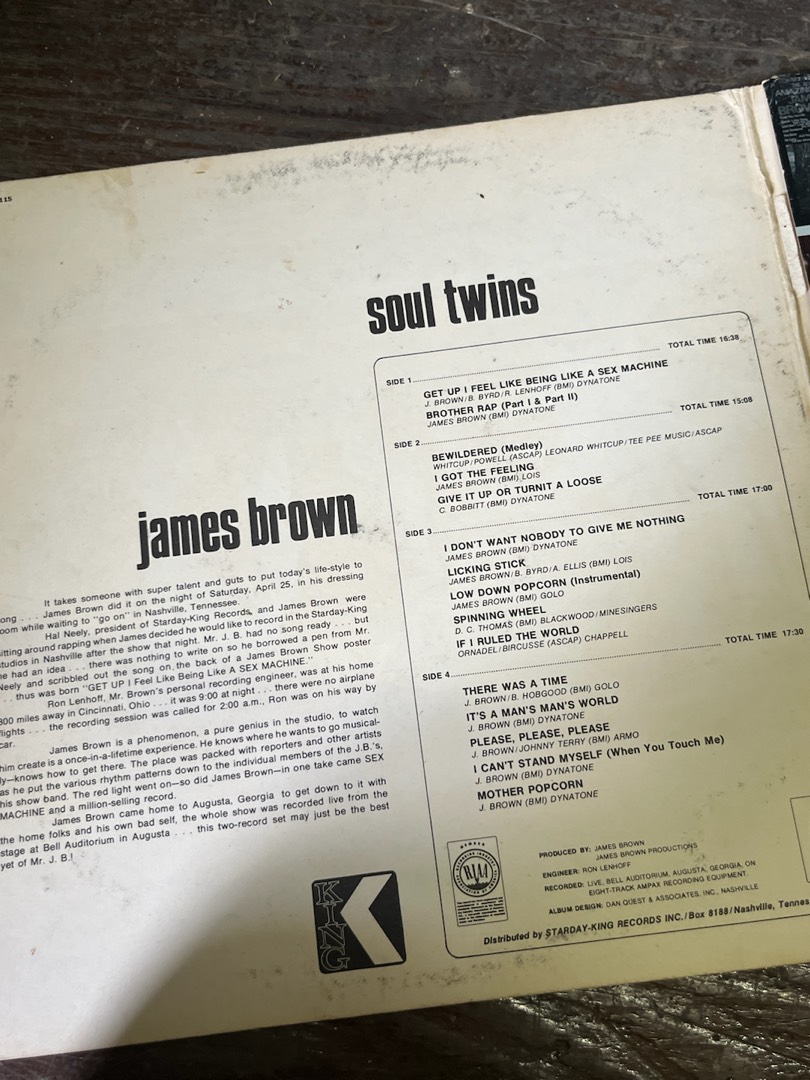 115
soul twins
SIDE 1 TOTAL TIME 16:38
GET UP I FEEL LIKE BEING LIKE A SEX MACHINE
J. BROWN/B. BYRD/R. LENHOFF (BMI) DYNATONE
BROTHER RAP (Part I & Part II)
JAMES BROWN (BMI) DYNATONE
SIDE 2 TOTAL TIME 15:08
BEWILDERED (Medley)
WHITCUP/POWELL (ASCAP) LEONARD WHITCUP/TEE PEE MUSIC/ASCAP
I GOT THE FEELING
JAMES BROWN (BMI) LOIS
GIVE IT UP OR TURNIT A LOOSE
C. BOBBITT (BMI) DYNATONE
SIDE 3 TOTAL TIME 17:00
I DON'T WANT NOBODY TO GIVE ME NOTHING
JAMES BROWN (BMI) DYNATONE
LICKING STICK
JAMES BROWN/B. BYRD/A. ELLIS (BMI) LOIS
LOW DOWN POPCORN (Instrumental)
JAMES BROWN (BMI) GOLO
SPINNING WHEEL
D. C. THOMAS (BMI) BLACKWOOD/MINESINGERS
IF I RULED THE WORLD
ORNADEL/BIRCUSSE (ASCAP) CHAPPELL
SIDE 4 TOTAL TIME 17:30
THERE WAS A TIME
J. BROWN/B. HOBGOOD (BMI) GOLO
IT'S A MAN'S MAN'S WORLD
J. BROWN (BMI) DYNATONE
PLEASE, PLEASE, PLEASE
J. BROWN/JOHNNY TERRY (BMI) ARMO
I CAN'T STAND MYSELF (When You Touch Me)
J. BROWN (BMI) DYNATONE
MOTHER POPCORN
J. BROWN (BMI) DYNATONE
PRODUCED BY: JAMES BROWN
JAMES BROWN PRODUCTIONS
ENGINEER: RON LENHOFF
RECORDED: LIVE, BELL AUDITORIUM, AUGUSTA, GEORGIA, ON
EIGHT-TRACK AMPAX RECORDING EQUIPMENT.
ALBUM DESIGN: DAN QUEST & ASSOCIATES, INC., NASHVILLE
Distributed by STARDAY-KING RECORDS INC./Box 8188/Nashville, Tennes
RIAA
james brown
It takes someone with super talent and guts to put today's life-style to
ong . . . James Brown did it on the night of Saturday, April 25, in his dressing
oom while waiting to "go on" in Nashville, Tennessee.
Hal Neely, president of Starday-King Records, and James Brown were
itting around rapping when James decided he would like to record in the Starday-King
tudios in Nashville after the show that night. Mr. J. B. had no song ready . . . but
he had an idea . . . there was nothing to write on so he borrowed a pen from Mr.
Neely and scribbled out the song on the back of a James Brown Show poster
. . . thus was born "GET UP I Feel Like Being Like A SEX MACHINE."
Ron Lenhoff, Mr. Brown's personal recording engineer, was at his home
300 miles away in Cincinnati, Ohio . . . it was 9:00 at night . . . there were no airplane
flights . . . the recording session was called for 2:00 a.m., Ron was on his way by
car.
James Brown is a phenomenon, a pure genius in the studio, to watch
him create is a once-in-a-lifetime experience. He knows where he wants to go musical-
ly—knows how to get there. The place was packed with reporters and other artists
as he put the various rhythm patterns down to the individual members of the J.B.'s,
his show band. The red light went on—so did James Brown—in one take came SEX
MACHINE and a million-selling record.
James Brown came home to Augusta, Georgia to get down to it with
the home folks and his own bad self, the whole show was recorded live from the
stage at Bell Auditorium in Augusta . . . this two-record set may just be the best
yet of Mr. J. B.!
KING